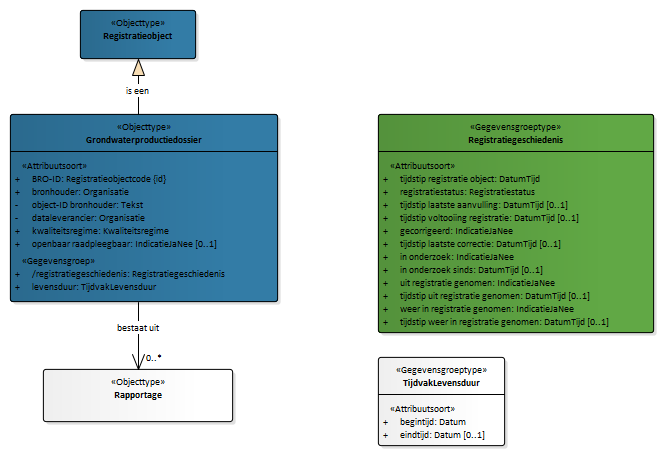 «Objecttype»
Registratieobject
is een
«Objecttype»
Grondwaterproductiedossier
«Attribuutsoort»
+ BRO-ID: Registratieobjectcode {id}
+ bronhouder: Organisatie
- object-ID bronhouder: Tekst
- dataleverancier: Organisatie
+ kwaliteitsregime: Kwaliteitsregime
+ openbaar raadpleegbaar: IndicatieJaNee [0..1]
«Gegevensgroep»
+ /registratiegeschiedenis: Registratiegeschiedenis
+ levensduur: TijdvakLevensduur
bestaat uit
0..*
«Objecttype»
Rapportage
«Gegevensgroeptype»
Registratiegeschiedenis
«Attribuutsoort»
+ tijdstip registratie object: DatumTijd
+ registratiestatus: Registratiestatus
+ tijdstip laatste aanvulling: DatumTijd [0..1]
+ tijdstip voltooiing registratie: DatumTijd [0..1]
+ gecorrigeerd: IndicatieJaNee
+ tijdstip laatste correctie: DatumTijd [0..1]
+ in onderzoek: IndicatieJaNee
+ in onderzoek sinds: DatumTijd [0..1]
+ uit registratie genomen: IndicatieJaNee
+ tijdstip uit registratie genomen: DatumTijd [0..1]
+ weer in registratie genomen: IndicatieJaNee
+ tijdstip weer in registratie genomen: DatumTijd [0..1]
«Gegevensgroeptype»
TijdvakLevensduur
«Attribuutsoort»
+ begintijd: Datum
+ eindtijd: Datum [0..1]